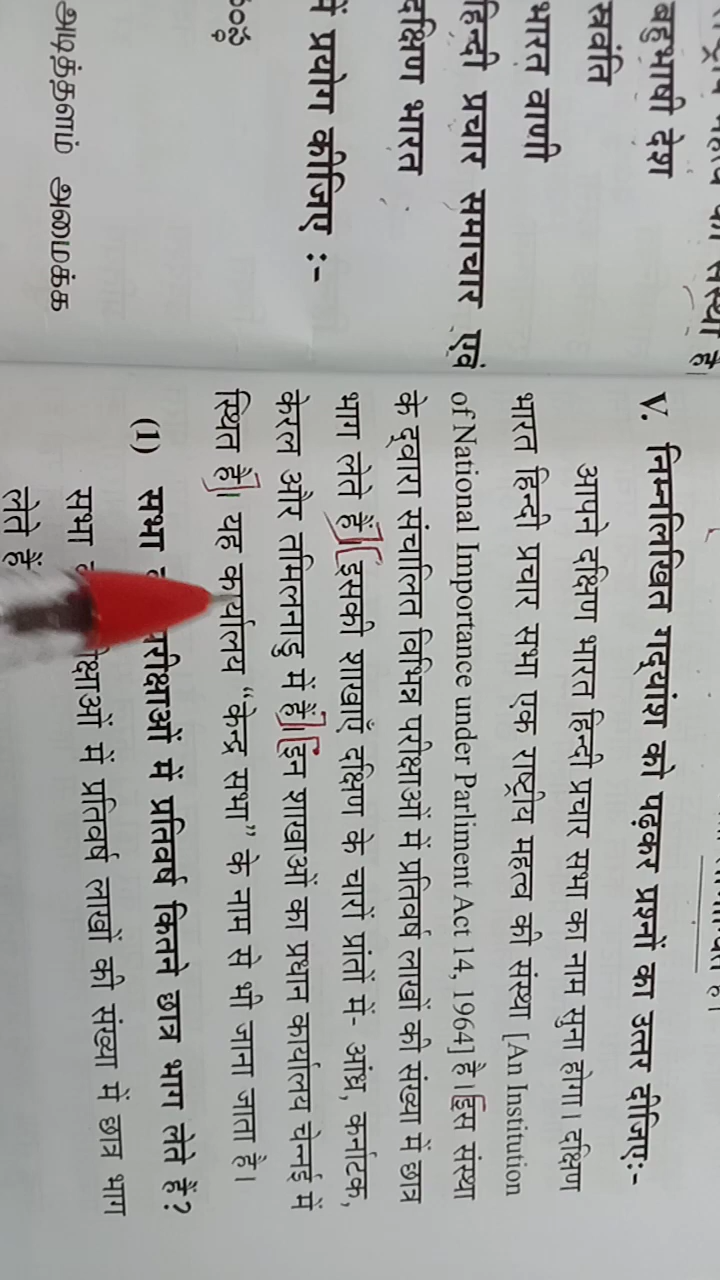 बहुभाषी देश
स्रवंति
भारत वाणी
हिन्दी प्रचार समाचार एवं
दक्षिण भारत
में प्रयोग कीजिए :-
அடித்தளம் அமைக்க
V. निम्नलिखित गद्यांश को पढ़कर प्रश्नों का उत्तर दीजिए:-
आपने दक्षिण भारत हिन्दी प्रचार सभा का नाम सुना होगा। दक्षिण
भारत हिन्दी प्रचार सभा एक राष्ट्रीय महत्व की संस्था [An Institution
of National Importance under Parliment Act 14, 1964] है। इस संस्था
के द्वारा संचालित विभिन्न परीक्षाओं में प्रतिवर्ष लाखों की संख्या में छात्र
भाग लेते हैं। इसकी शाखाएँ दक्षिण के चारों प्रांतों में- आंध्र, कर्नाटक,
केरल और तमिलनाडु में हैं। इन शाखाओं का प्रधान कार्यालय चेन्नई में
स्थित है। यह कार्यालय “केन्द्र सभा” के नाम से भी जाना जाता है।
(1) सभा परीक्षाओं में प्रतिवर्ष कितने छात्र भाग लेते हैं?
सभा में प्रतिवर्ष लाखों की संख्या में छात्र भाग
लेते हैं